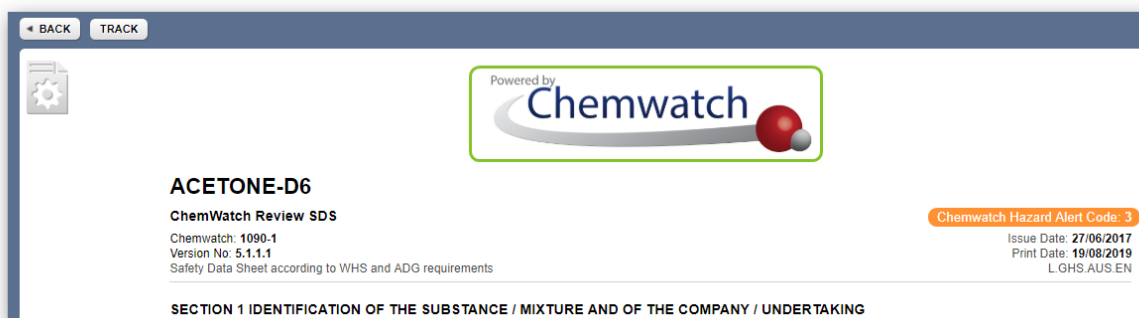 BACK TRACK
Powered by
Chemwatch
ACETONE-D6
ChemWatch Review SDS
Chemwatch Hazard Alert Code: 3
Chemwatch: 1090-1
Issue Date: 27/06/2017
Version No: 5.1.1.1
Print Date: 19/08/2019
Safety Data Sheet according to WHS and ADG requirements
L.GHS.AUS.EN
SECTION 1 IDENTIFICATION OF THE SUBSTANCE / MIXTURE AND OF THE COMPANY / UNDERTAKING